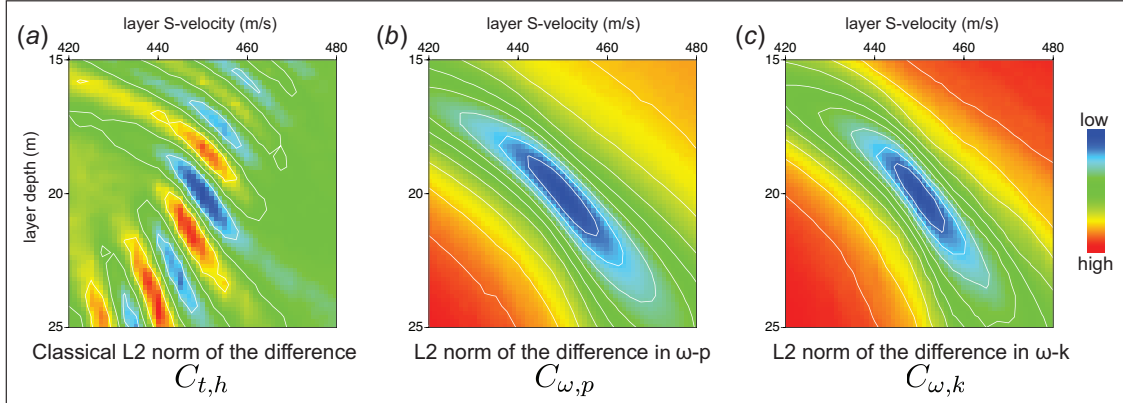 (a)
layer S-velocity (m/s)
420 440 460 480
15
20
25
layer depth (m)
Classical L2 norm of the difference
C_{t,h}
(b)
layer S-velocity (m/s)
420 440 460 480
15
20
25
L2 norm of the difference in ω-p
C_{ω,p}
(c)
layer S-velocity (m/s)
420 440 460 480
15
20
25
L2 norm of the difference in ω-k
C_{ω,k}
low
high